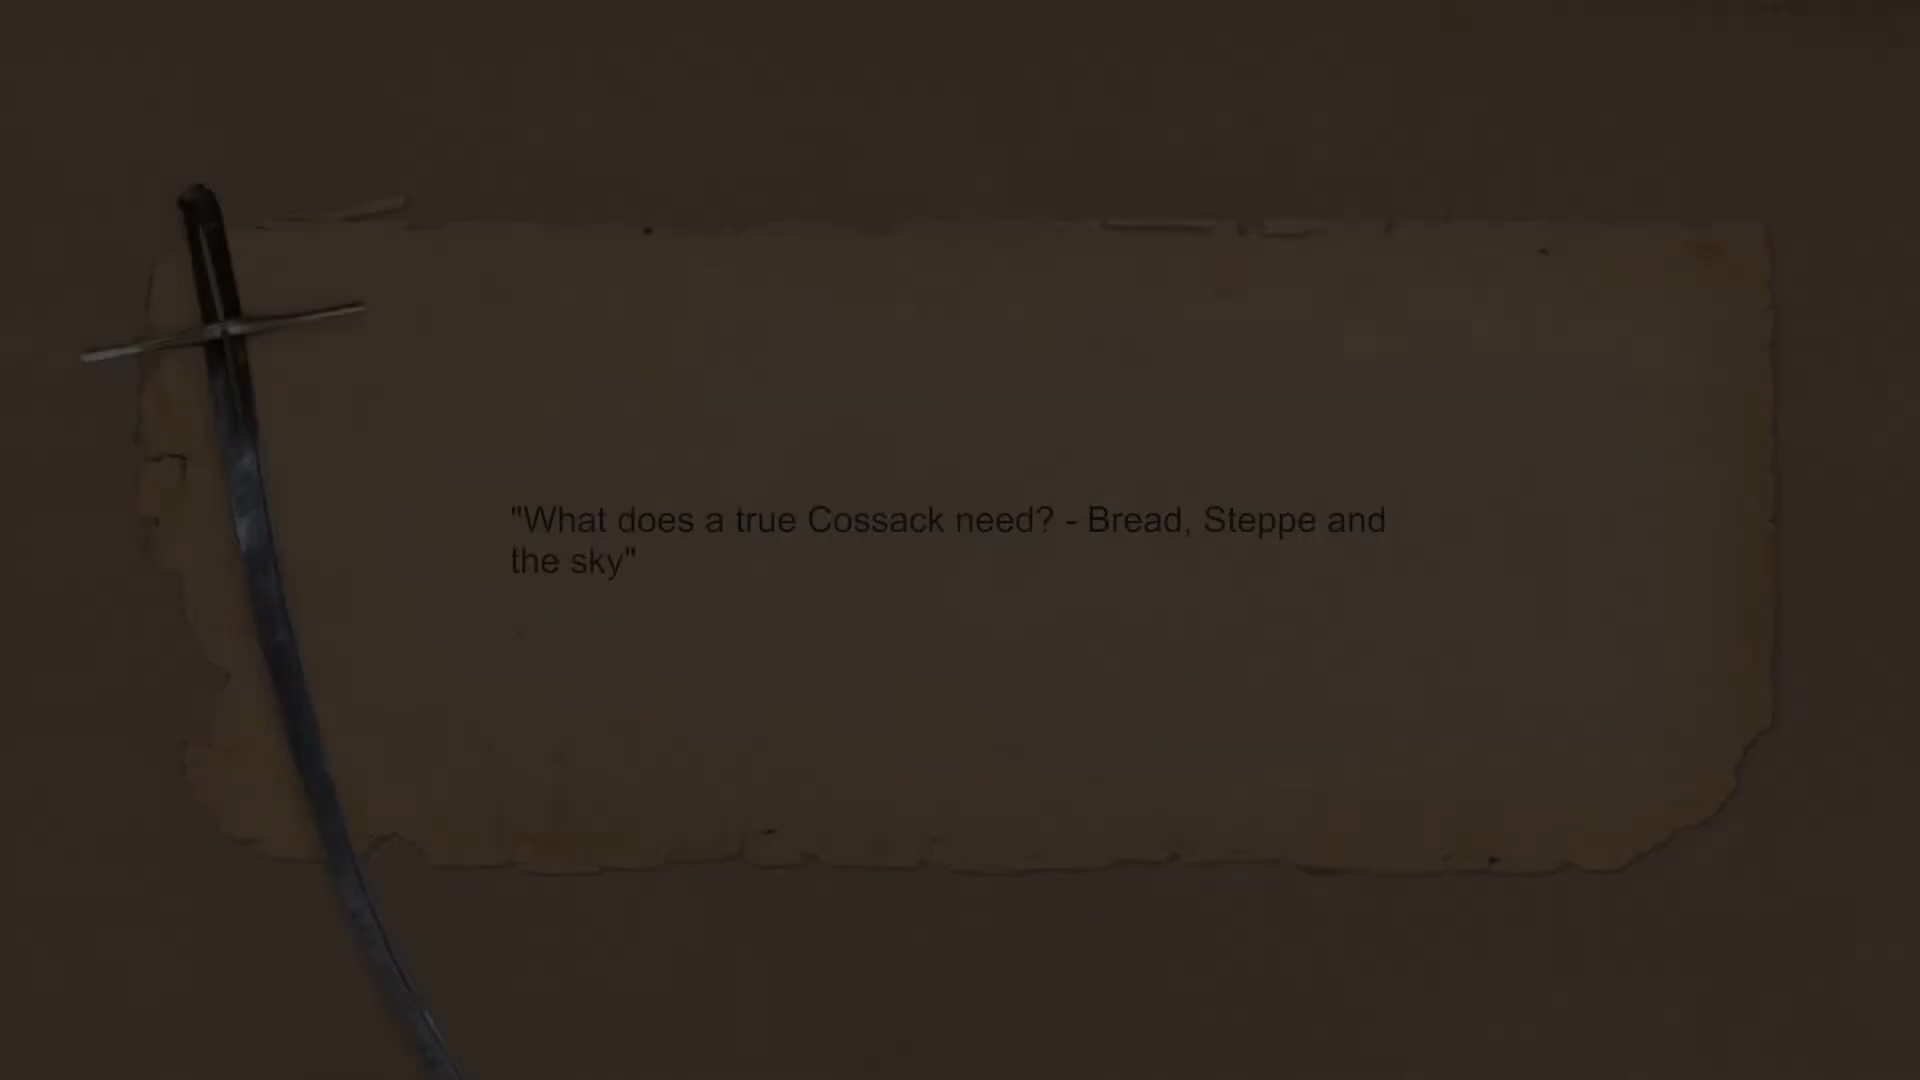 "What does a true Cossack need? - Bread, Steppe and
the sky"